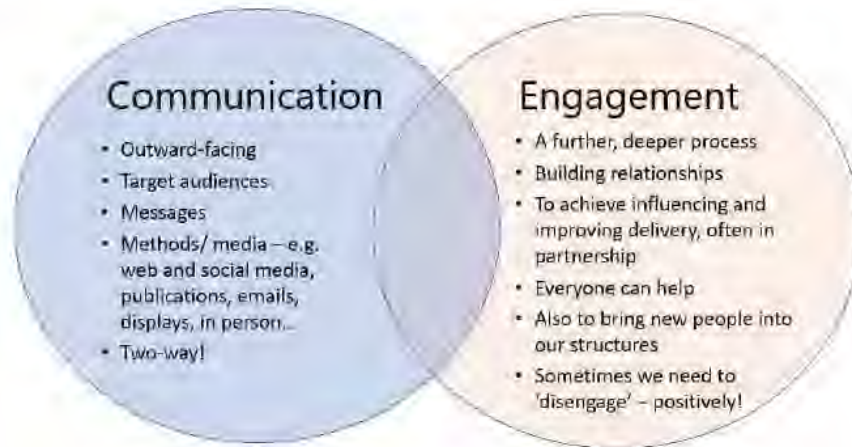 Communication
• Outward-facing
• Target audiences
• Messages
• Methods/ media – e.g.
web and social media,
publications, emails,
displays, in person...
• Two-way!
Engagement
• A further, deeper process
• Building relationships
• To achieve influencing and
improving delivery, often in
partnership
• Everyone can help
• Also to bring new people into
our structures
• Sometimes we need to
'disengage' – positively!